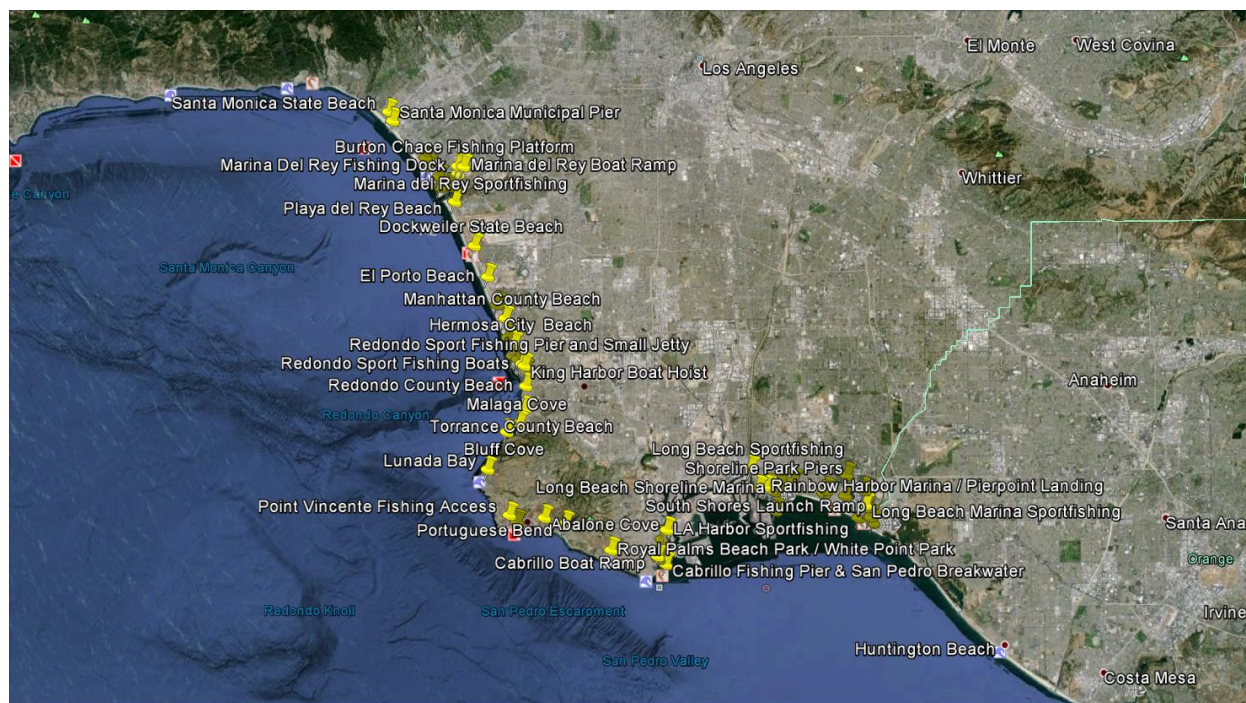 El Monte
West Covina
Los Angeles
Santa Monica State Beach
Santa Monica Municipal Pier
Burton Chace Fishing Platform
Marina Del Rey Fishing Dock
Marina del Rey Boat Ramp
Whittier
Marina del Rey Sportfishing
Canyon
Playa del Rey Beach
Dockweiler State Beach
Santa Monica Canyon
El Porto Beach
Manhattan County Beach
Hermosa City Beach
Redondo Sport Fishing Pier and Small Jetty
Redondo Sport Fishing Boats
King Harbor Boat Hoist
Redondo County Beach
Anaheim
Malaga Cove
Redondo Canyon
Torrance County Beach
Bluff Cove
Long Beach Sportfishing
Lunada Bay
Shoreline Park Piers
Long Beach Shoreline Marina
Rainbow Harbor Marina / Pierpoint Landing
Point Vincente Fishing Access
South Shores Launch Ramp
Long Beach Marina Sportfishing
Portuguese Bend
Abalone Cove
LA Harbor Sportfishing
Santa Ana
Royal Palms Beach Park / White Point Park
Orange
Cabrillo Boat Ramp
Cabrillo Fishing Pier & San Pedro Breakwater
Redondo Knoll
San Pedro Escarpment
Irvine
San Pedro Valley
Huntington Beach
Costa Mesa